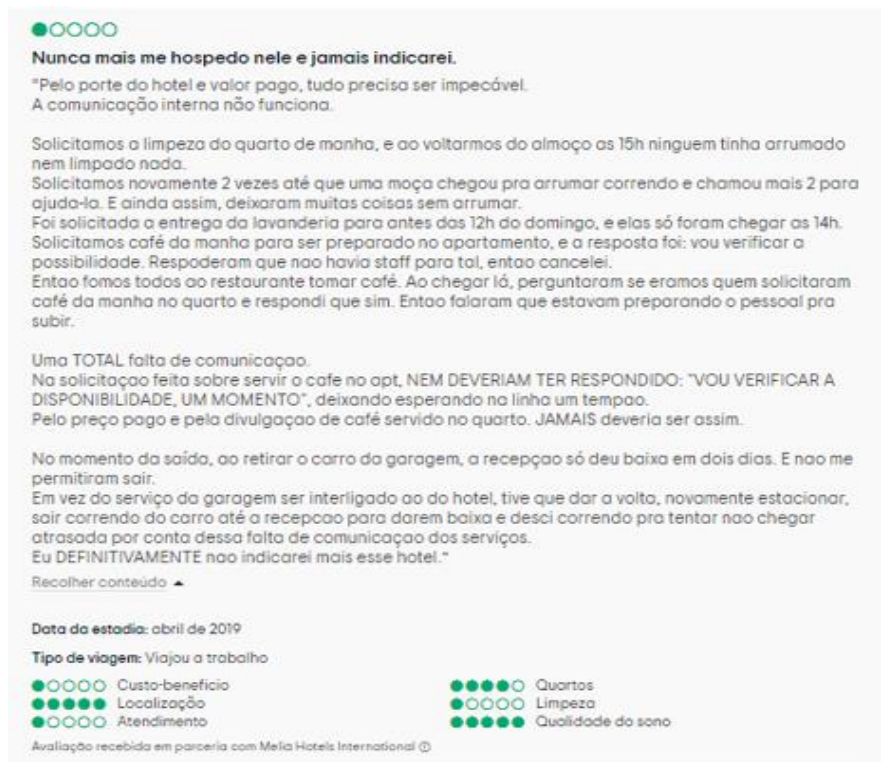 Nunca mais me hospedo nele e jamais indicarei.
"Pelo porte do hotel e valor pago, tudo precisa ser impecável.
A comunicação interna não funciona.
Solicitamos a limpeza do quarto de manha, e ao voltarmos do almoço as 15h ninguem tinha arrumado
nem limpado nada.
Solicitamos novamente 2 vezes até que uma moça chegou pra arrumar correndo e chamou mais 2 para
ajuda-la. E ainda assim, deixaram muitas coisas sem arrumar.
Foi solicitada a entrega da lavanderia para antes das 12h do domingo, e elas só foram chegar as 14h.
Solicitamos café da manha para ser preparado no apartamento, e a resposta foi: vou verificar a
possibilidade. Respoderam que nao havia staff para tal, entao cancelei.
Entao fomos todos ao restaurante tomar café. Ao chegar lá, perguntaram se eramos quem solicitaram
café da manha no quarto e respondi que sim. Entao falaram que estavam preparando o pessoal pra
subir.
Uma TOTAL falta de comunicaçao.
Na solicitaçao feita sobre servir o cafe no apt, NEM DEVERIAM TER RESPONDIDO: "VOU VERIFICAR A
DISPONIBILIDADE, UM MOMENTO", deixando esperando na linha um tempao.
Pelo preço pago e pela divulgaçao de café servido no quarto. JAMAIS deveria ser assim.
No momento da saída, ao retirar o carro da garagem, a recepçao só deu baixa em dois dias. E nao me
permitiram sair.
Em vez do serviço da garagem ser interligado ao do hotel, tive que dar a volta, novamente estacionar,
sair correndo do carro até a recepcao para darem baixa e desci correndo pra tentar nao chegar
atrasada por conta dessa falta de comunicaçao dos serviços.
Eu DEFINITIVAMENTE nao indicarei mais esse hotel."
Recolher conteúdo
Data da estadia: abril de 2019
Tipo de viagem: Viajou a trabalho
Custo-benefício
Localização
Atendimento
Quartos
Limpeza
Qualidade do sono
Avaliação recebida em parceria com Melia Hotels International